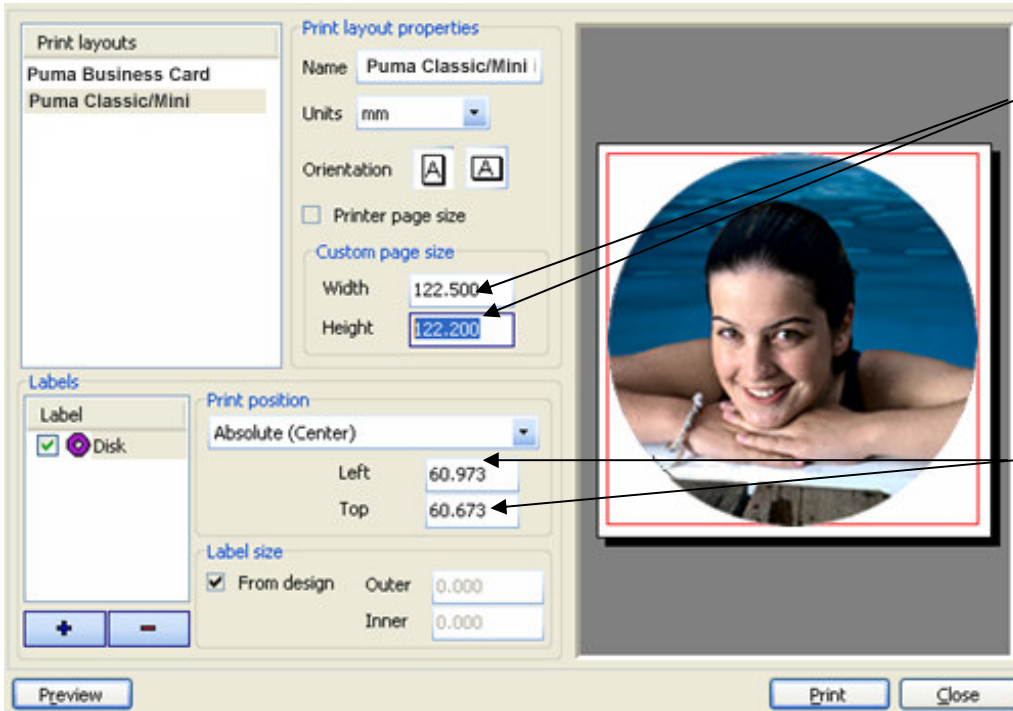 Print layouts
Puma Business Card
Puma Classic/Mini
Print layout properties
Name Puma Classic/Mini
Units mm
Orientation A A
Printer page size
Custom page size
Width 122.500
Height 122.200
Labels
Label
Disk
Print position
Absolute (Center)
Left 60.973
Top 60.673
Label size
From design Outer 0.000
Inner 0.000
+ −
Preview Print Close